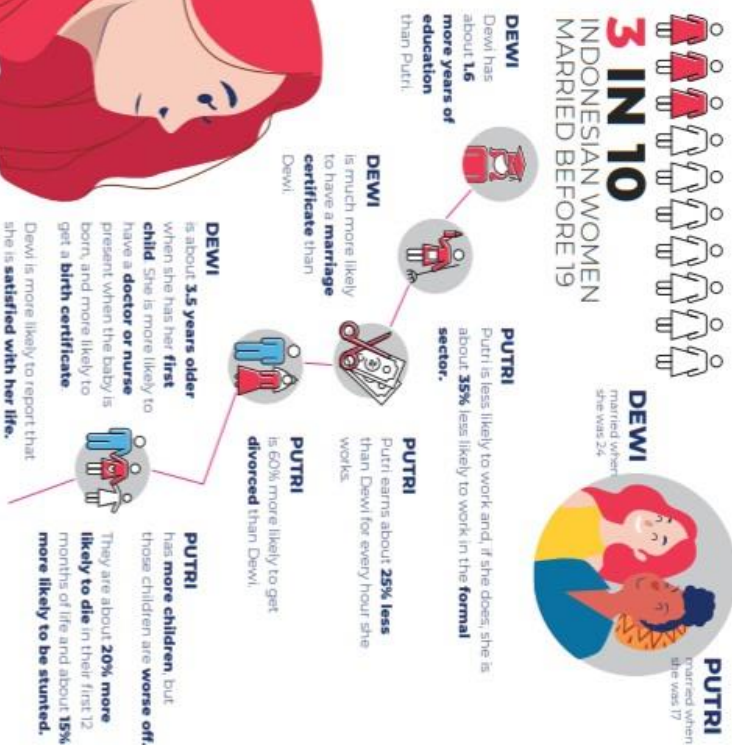 3 IN 10
INDONESIAN WOMEN
MARRIED BEFORE 19
DEWI
married when
she was 24
PUTRI
married when
she was 17
DEWI
Dewi has
about 1.6
more years of
education
than Putri.
PUTRI
Putri is less likely to work and, if she does, she is
about 35% less likely to work in the formal
sector.
DEWI
is much more likely
to have a marriage
certificate than
Dewi.
PUTRI
Putri earns about 25% less
than Dewi for every hour she
works.
PUTRI
is 60% more likely to get
divorced than Dewi.
DEWI
is about 3.5 years older
when she has her first
child. She is more likely to
have a doctor or nurse
present when the baby is
born, and more likely to
get a birth certificate.
Dewi is more likely to report that
she is satisfied with her life.
PUTRI
has more children, but
those children are worse off.
They are about 20% more
likely to die in their first 12
months of life and about 15%
more likely to be stunted.